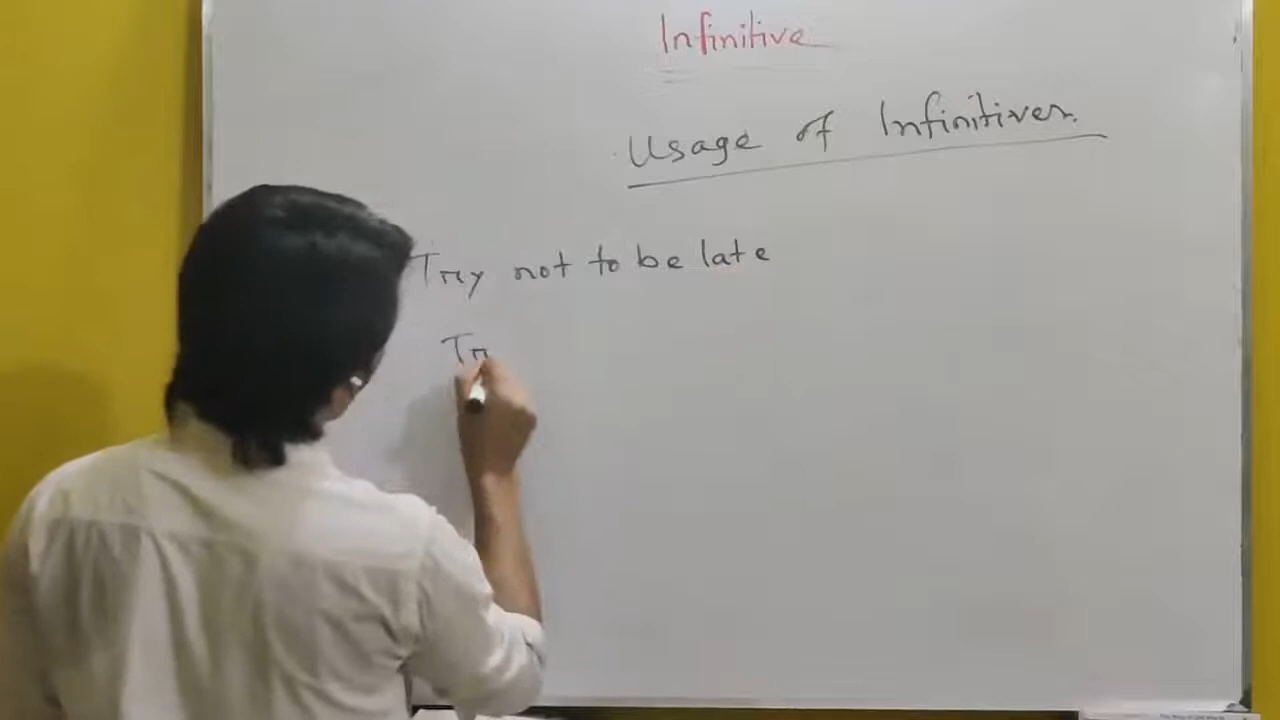 Infinitive
Usage of Infinitives.
Try not to be late
Tr